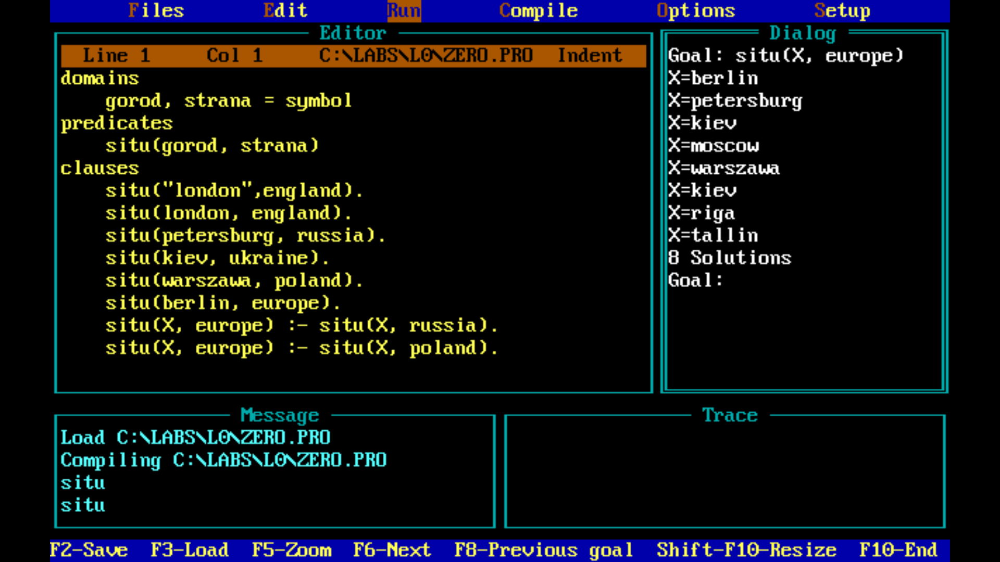 Files Edit Run Compile Options Setup
Editor
Line 1 Col 1 C:\LABS\L0\ZERO.PRO Indent
domains
gorod, strana = symbol
predicates
situ(gorod, strana)
clauses
situ("london",england).
situ(london, england).
situ(petersburg, russia).
situ(kiev, ukraine).
situ(warszawa, poland).
situ(berlin, europe).
situ(X, europe) :- situ(X, russia).
situ(X, europe) :- situ(X, poland).
Dialog
Goal: situ(X, europe)
X=berlin
X=petersburg
X=kiev
X=moscow
X=warszawa
X=kiev
X=riga
X=tallin
8 Solutions
Goal:
Message
Load C:\LABS\L0\ZERO.PRO
Compiling C:\LABS\L0\ZERO.PRO
situ
situ
Trace
F2-Save F3-Load F5-Zoom F6-Next F8-Previous goal Shift-F10-Resize F10-End